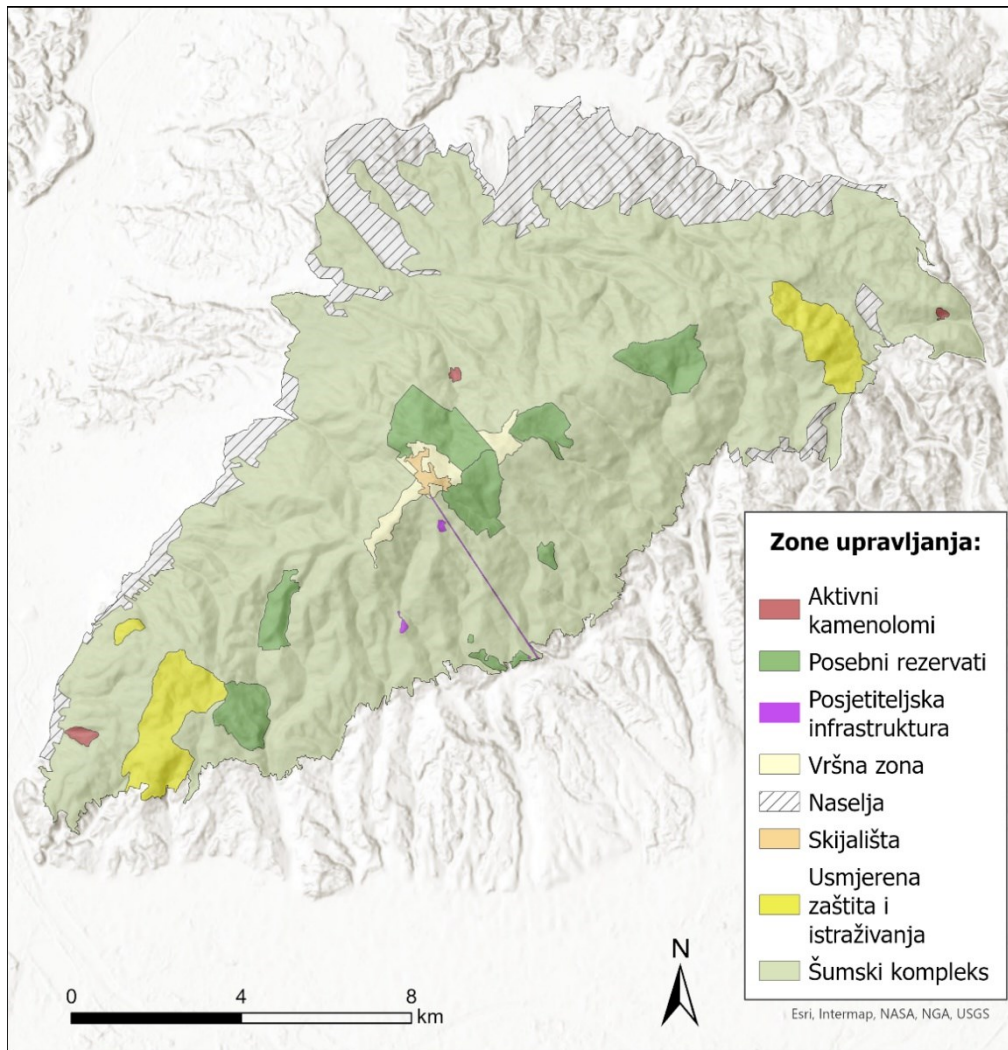 Zone upravljanja:
Aktivni
kamenolomi
Posebni rezervati
Posjetiteljska
infrastruktura
Vršna zona
Naselja
Skijališta
Usmjerena
zaštita i
istraživanja
Šumski kompleks
N
0 4 8
km
Esri, Intermap, NASA, NGA, USGS